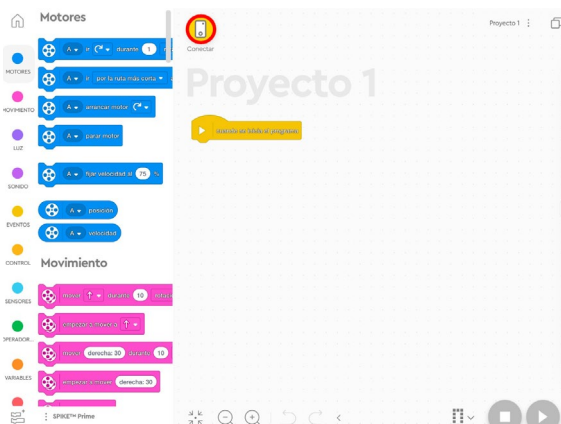 Motores
Proyecto 1
Conectar
Proyecto 1
MOTORES
MOVIMIENTO
LUZ
SONIDO
EVENTOS
CONTROL
SENSORES
OPERADOR...
VARIABLES
A ir durante 1
A ir por la ruta más corta
A arrancar motor
A parar motor
A fijar velocidad al 75 %
A posición
A velocidad
cuando se inicia el programa
Movimiento
mover durante 10 rotac
empezar a mover a
mover derecha: 30 durante 10
empezar a mover derecha: 30
SPIKE™ Prime